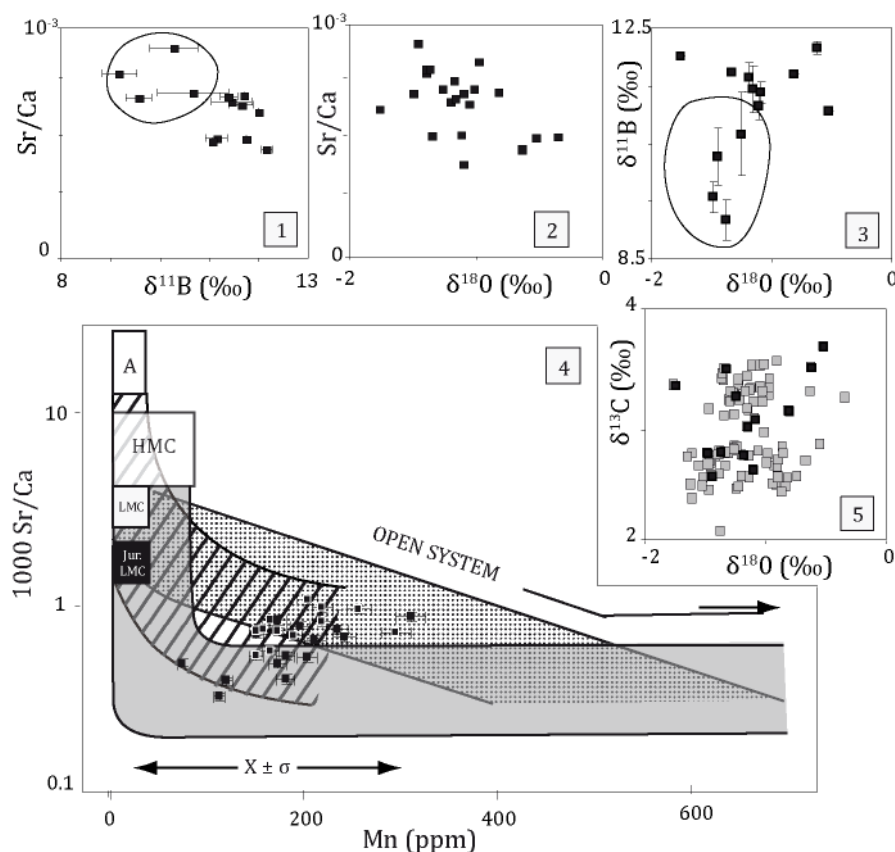 10⁻³
Sr/Ca
0
8
13
δ¹¹B (‰)
1
10⁻³
Sr/Ca
0
-2
0
δ¹⁸O (‰)
2
12.5
δ¹¹B (‰)
8.5
-2
0
δ¹⁸O (‰)
3
4
A
HMC
LMC
Jur.
LMC
OPEN SYSTEM
X ± σ
10
1
0.1
1000 Sr/Ca
0
200
400
600
Mn (ppm)
4
δ¹³C (‰)
2
-2
0
δ¹⁸O (‰)
5